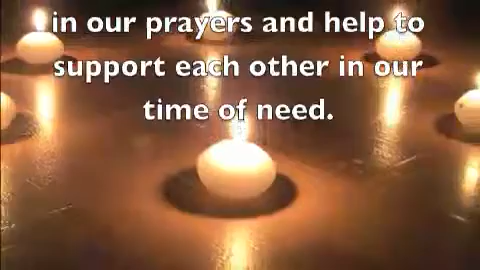 in our prayers and help to
support each other in our
time of need.